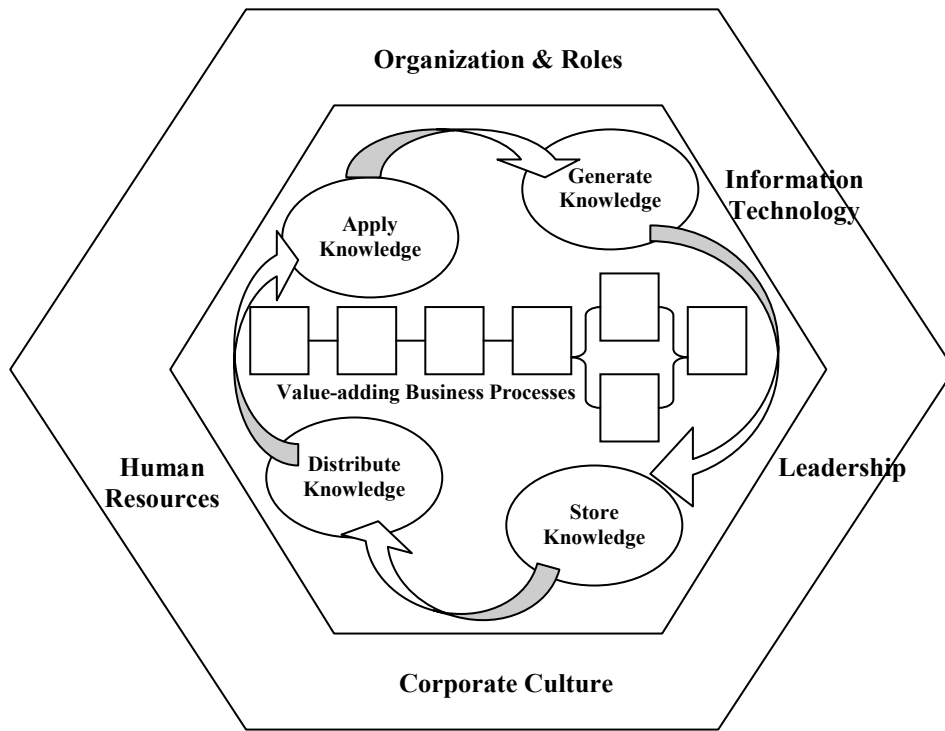 Organization & Roles
Generate
Knowledge
Information
Technology
Apply
Knowledge
Value-adding Business Processes
Human
Resources
Distribute
Knowledge
Leadership
Store
Knowledge
Corporate Culture